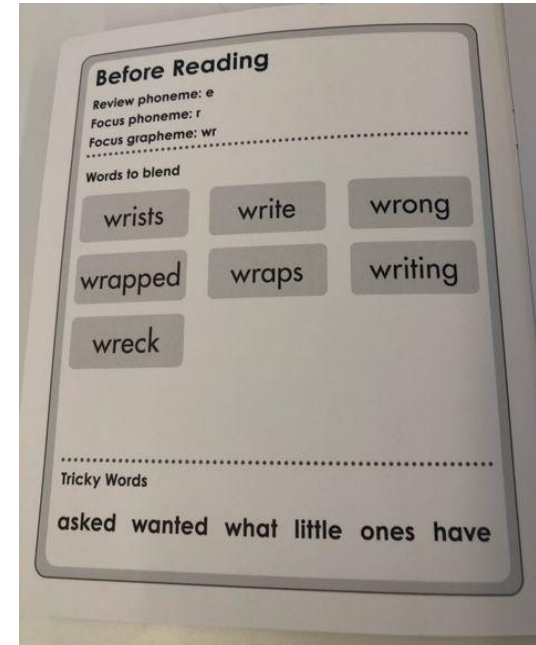 Before Reading
Review phoneme: e
Focus phoneme: r
Focus grapheme: wr
Words to blend
wrists write wrong
wrapped wraps writing
wreck
Tricky Words
asked wanted what little ones have